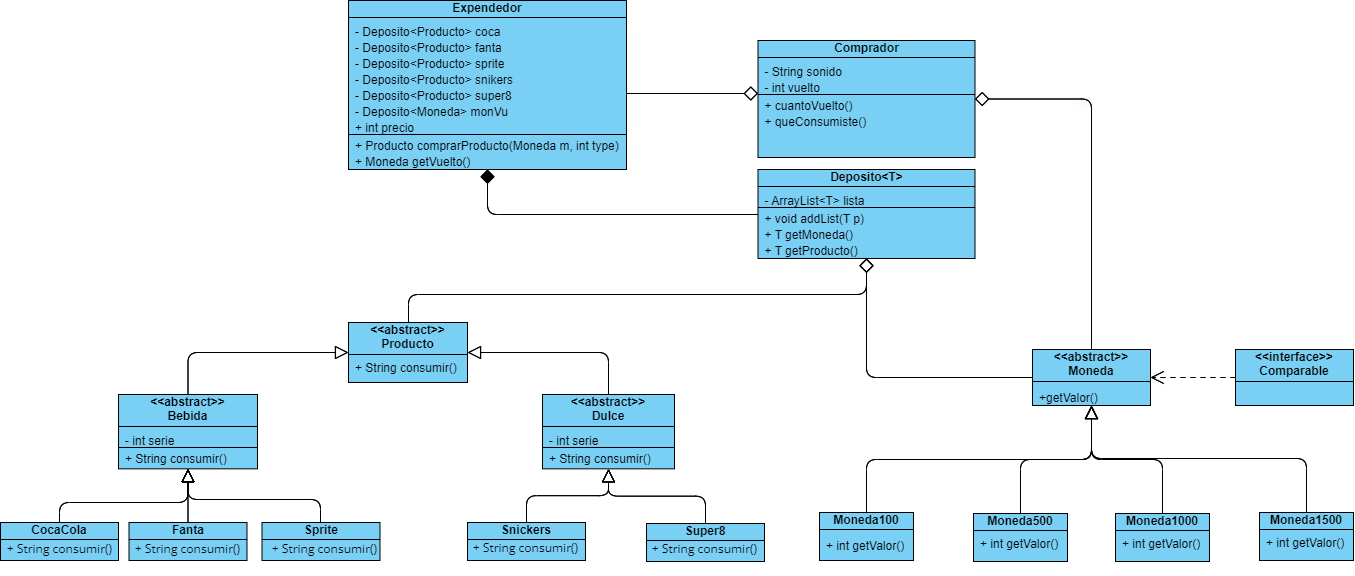 Expendedor
- Deposito<Producto> coca
- Deposito<Producto> fanta
- Deposito<Producto> sprite
- Deposito<Producto> snikers
- Deposito<Producto> super8
- Deposito<Moneda> monVu
+ int precio
+ Producto comprarProducto(Moneda m, int type)
+ Moneda getVuelto()
Comprador
- String sonido
- int vuelto
+ cuantoVuelto()
+ queConsumiste()
Deposito<T>
- ArrayList<T> lista
+ void addList(T p)
+ T getMoneda()
+ T getProducto()
<<abstract>>
Producto
+ String consumir()
<<abstract>>
Moneda
+getValor()
<<interface>>
Comparable
<<abstract>>
Bebida
- int serie
+ String consumir()
<<abstract>>
Dulce
- int serie
+ String consumir()
CocaCola
+ String consumir()
Fanta
+ String consumir()
Sprite
+ String consumir()
Snickers
+ String consumir()
Super8
+ String consumir()
Moneda100
+ int getValor()
Moneda500
+ int getValor()
Moneda1000
+ int getValor()
Moneda1500
+ int getValor()